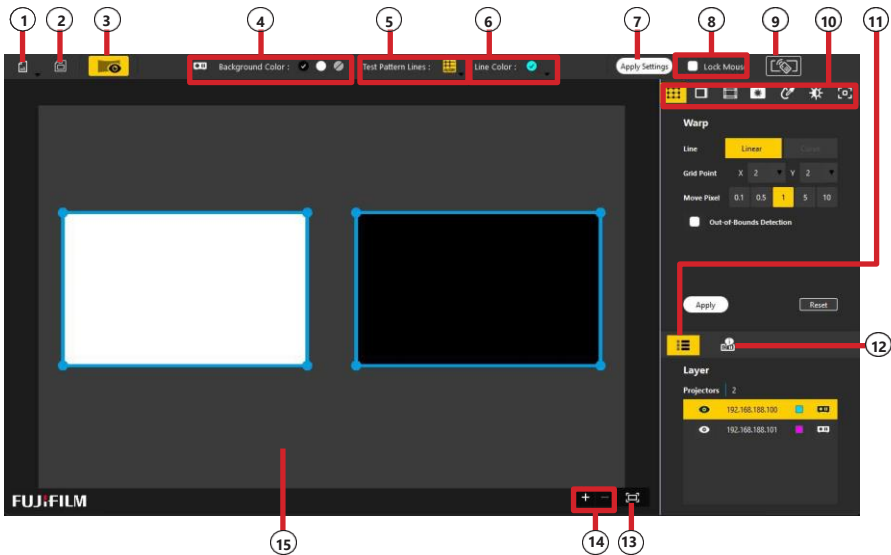 1 2 3 4 5 6 7 8 9 10 11
Background Color : Test Pattern Lines : Line Color : Apply Settings Lock Mous
Warp
Line Linear Curve
Grid Point X 2 Y 2
Move Pixel 0.1 0.5 1 5 10
Out-of-Bounds Detection
Apply Reset
12
Layer
Projectors 2
192.168.188.100
192.168.188.101
FUJIFILM + −
15 14 13